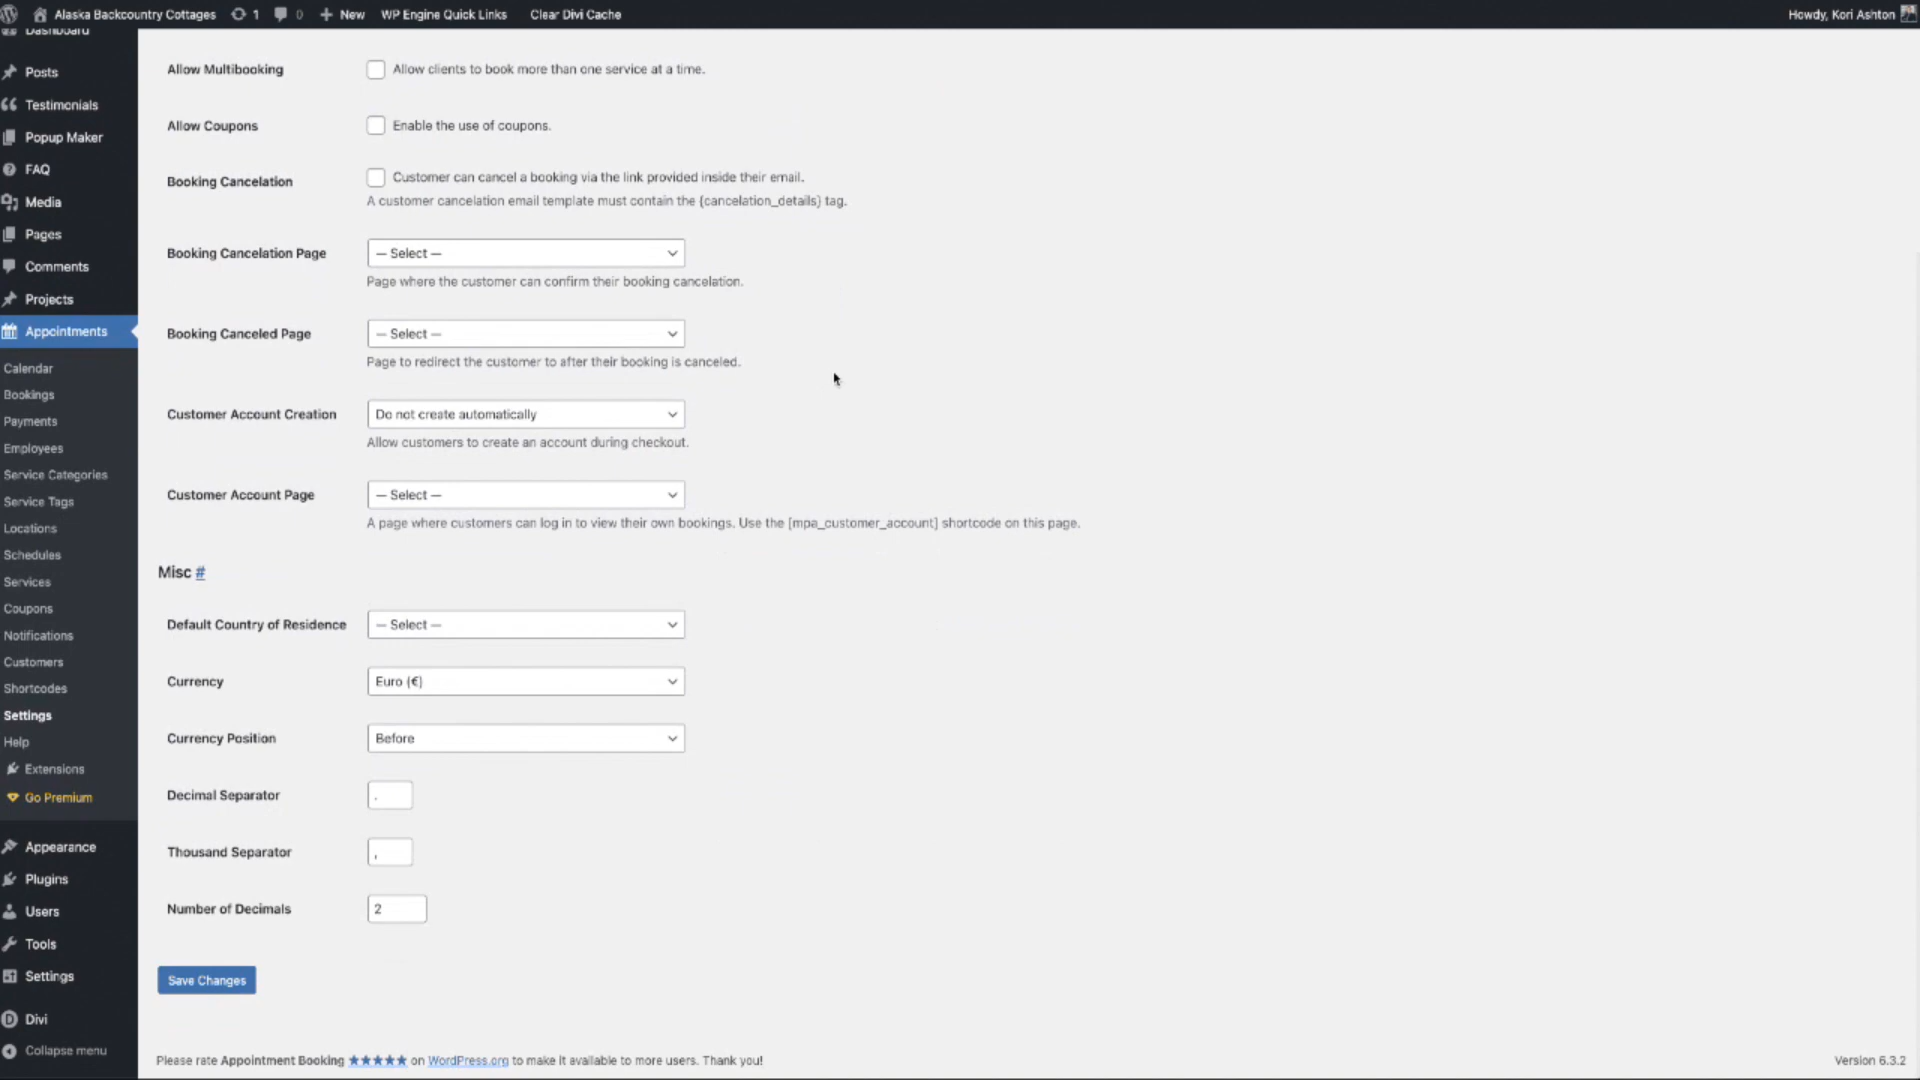 Alaska Backcountry Cottages 1 0 New WP Engine Quick Links Clear Divi Cache Howdy, Kori Ashton
Dashboard
Posts
Testimonials
Popup Maker
FAQ
Media
Pages
Comments
Projects
Appointments
Calendar
Bookings
Payments
Employees
Service Categories
Service Tags
Locations
Schedules
Services
Coupons
Notifications
Customers
Shortcodes
Settings
Help
Extensions
Go Premium
Appearance
Plugins
Users
Tools
Settings
Divi
Collapse menu
Allow Multibooking Allow clients to book more than one service at a time.
Allow Coupons Enable the use of coupons.
Booking Cancelation Customer can cancel a booking via the link provided inside their email.
A customer cancelation email template must contain the {cancelation_details} tag.
Booking Cancelation Page — Select —
Page where the customer can confirm their booking cancelation.
Booking Canceled Page — Select —
Page to redirect the customer to after their booking is canceled.
Customer Account Creation Do not create automatically
Allow customers to create an account during checkout.
Customer Account Page — Select —
A page where customers can log in to view their own bookings. Use the [mpa_customer_account] shortcode on this page.
Misc #
Default Country of Residence — Select —
Currency Euro (€)
Currency Position Before
Decimal Separator .
Thousand Separator ,
Number of Decimals 2
Save Changes
Please rate Appointment Booking ★★★★★ on WordPress.org to make it available to more users. Thank you! Version 6.3.2